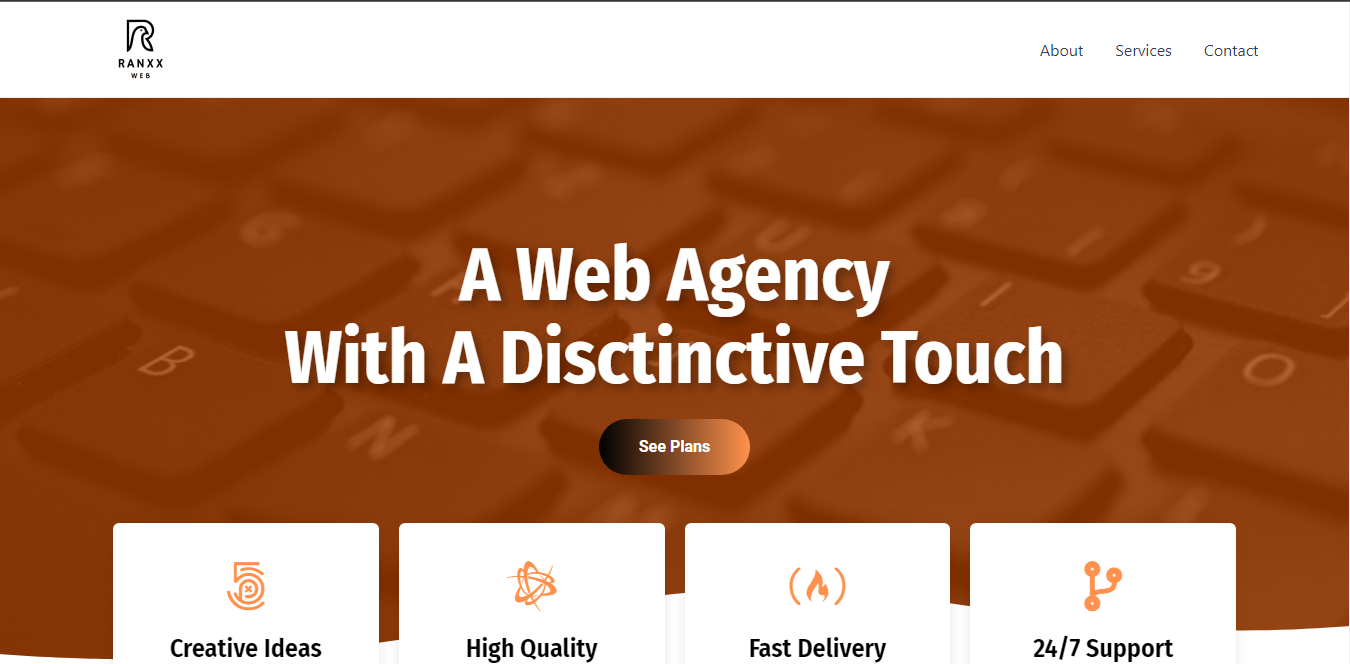 RANXX
WEB
About
Services
Contact
A Web Agency
With A Disctinctive Touch
See Plans
Creative Ideas
High Quality
Fast Delivery
24/7 Support